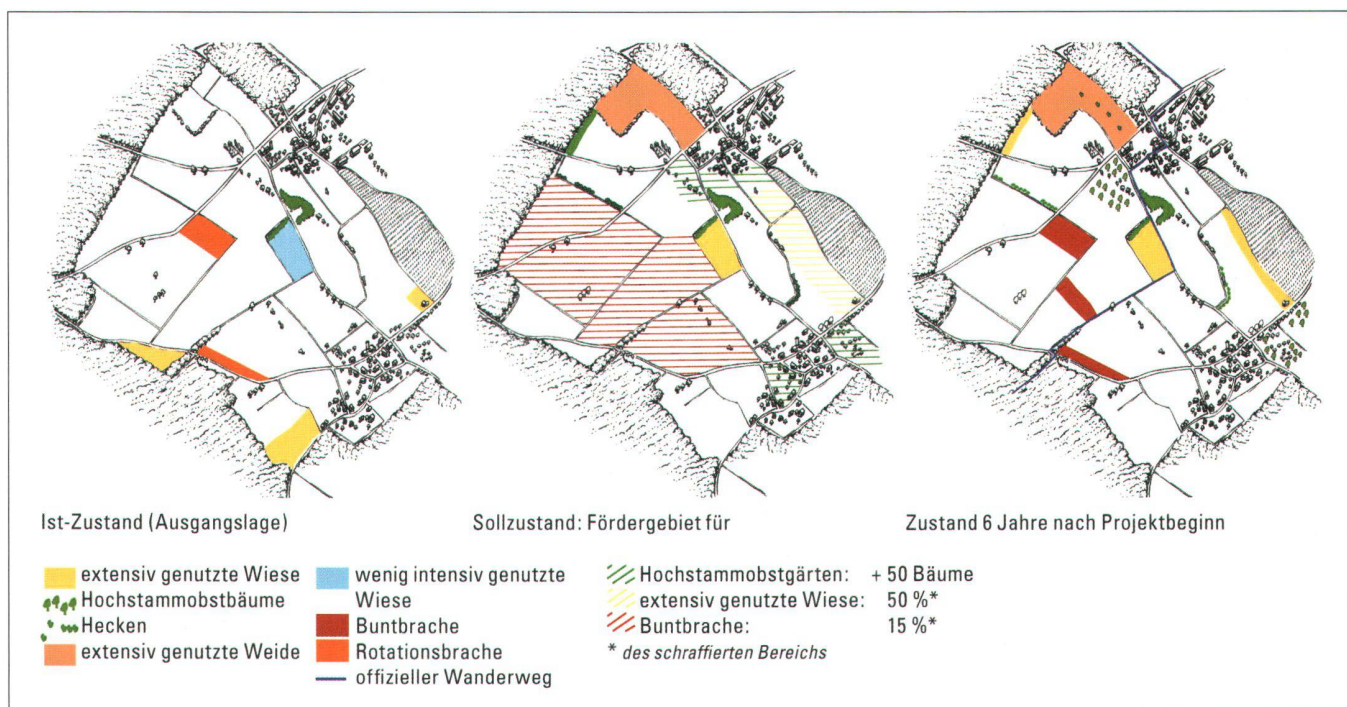 Ist-Zustand (Ausgangslage)
Sollzustand: Fördergebiet für
Zustand 6 Jahre nach Projektbeginn
extensiv genutzte Wiese
Hochstammobstbäume
Hecken
extensiv genutzte Weide
wenig intensiv genutzte
Wiese
Buntbrache
Rotationsbrache
offizieller Wanderweg
Hochstammobstgärten: + 50 Bäume
extensiv genutzte Wiese: 50 %*
Buntbrache: 15 %*
* des schraffierten Bereichs